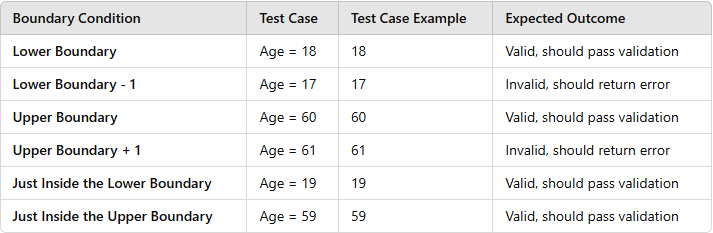 Boundary Condition Test Case Test Case Example Expected Outcome
Lower Boundary Age = 18 18 Valid, should pass validation
Lower Boundary - 1 Age = 17 17 Invalid, should return error
Upper Boundary Age = 60 60 Valid, should pass validation
Upper Boundary + 1 Age = 61 61 Invalid, should return error
Just Inside the Lower Boundary Age = 19 19 Valid, should pass validation
Just Inside the Upper Boundary Age = 59 59 Valid, should pass validation